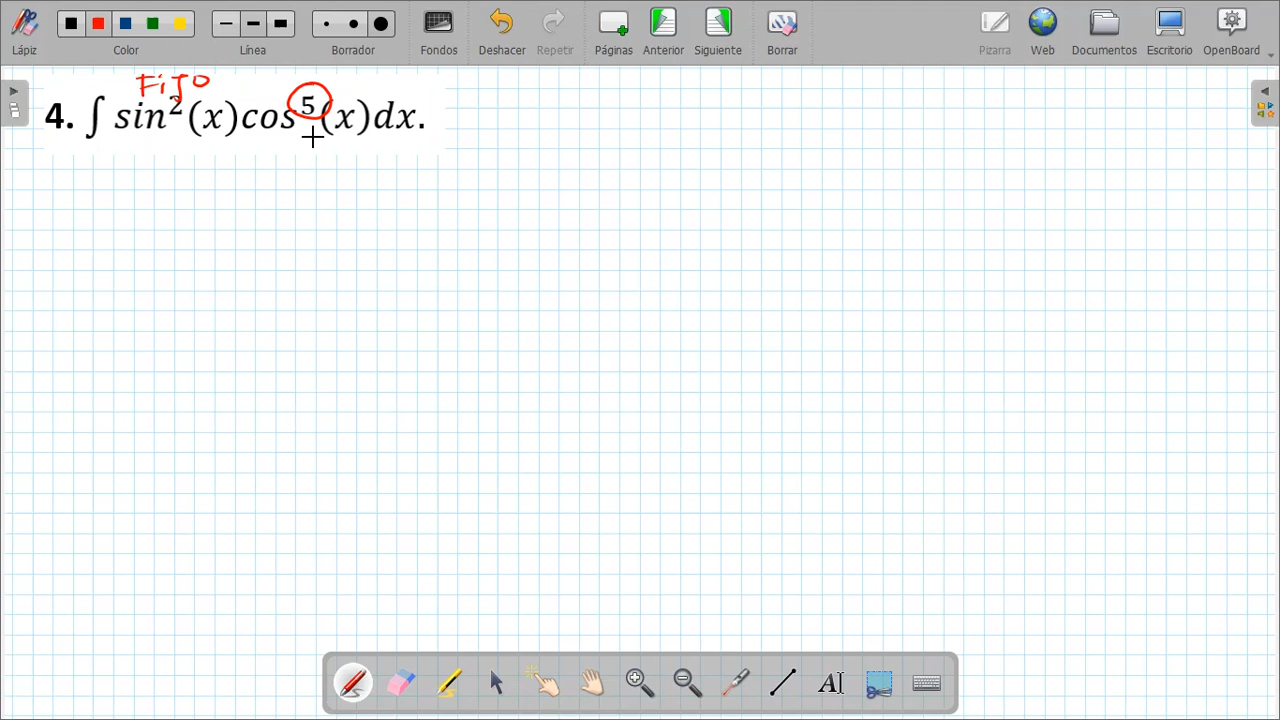 Lápiz Color Línea Borrador Fondos Deshacer Repetir Páginas Anterior Siguiente Borrar Pizarra Web Documentos Escritorio OpenBoard
Fijo
4. ∫ sin²(x)cos⁵(x)dx.